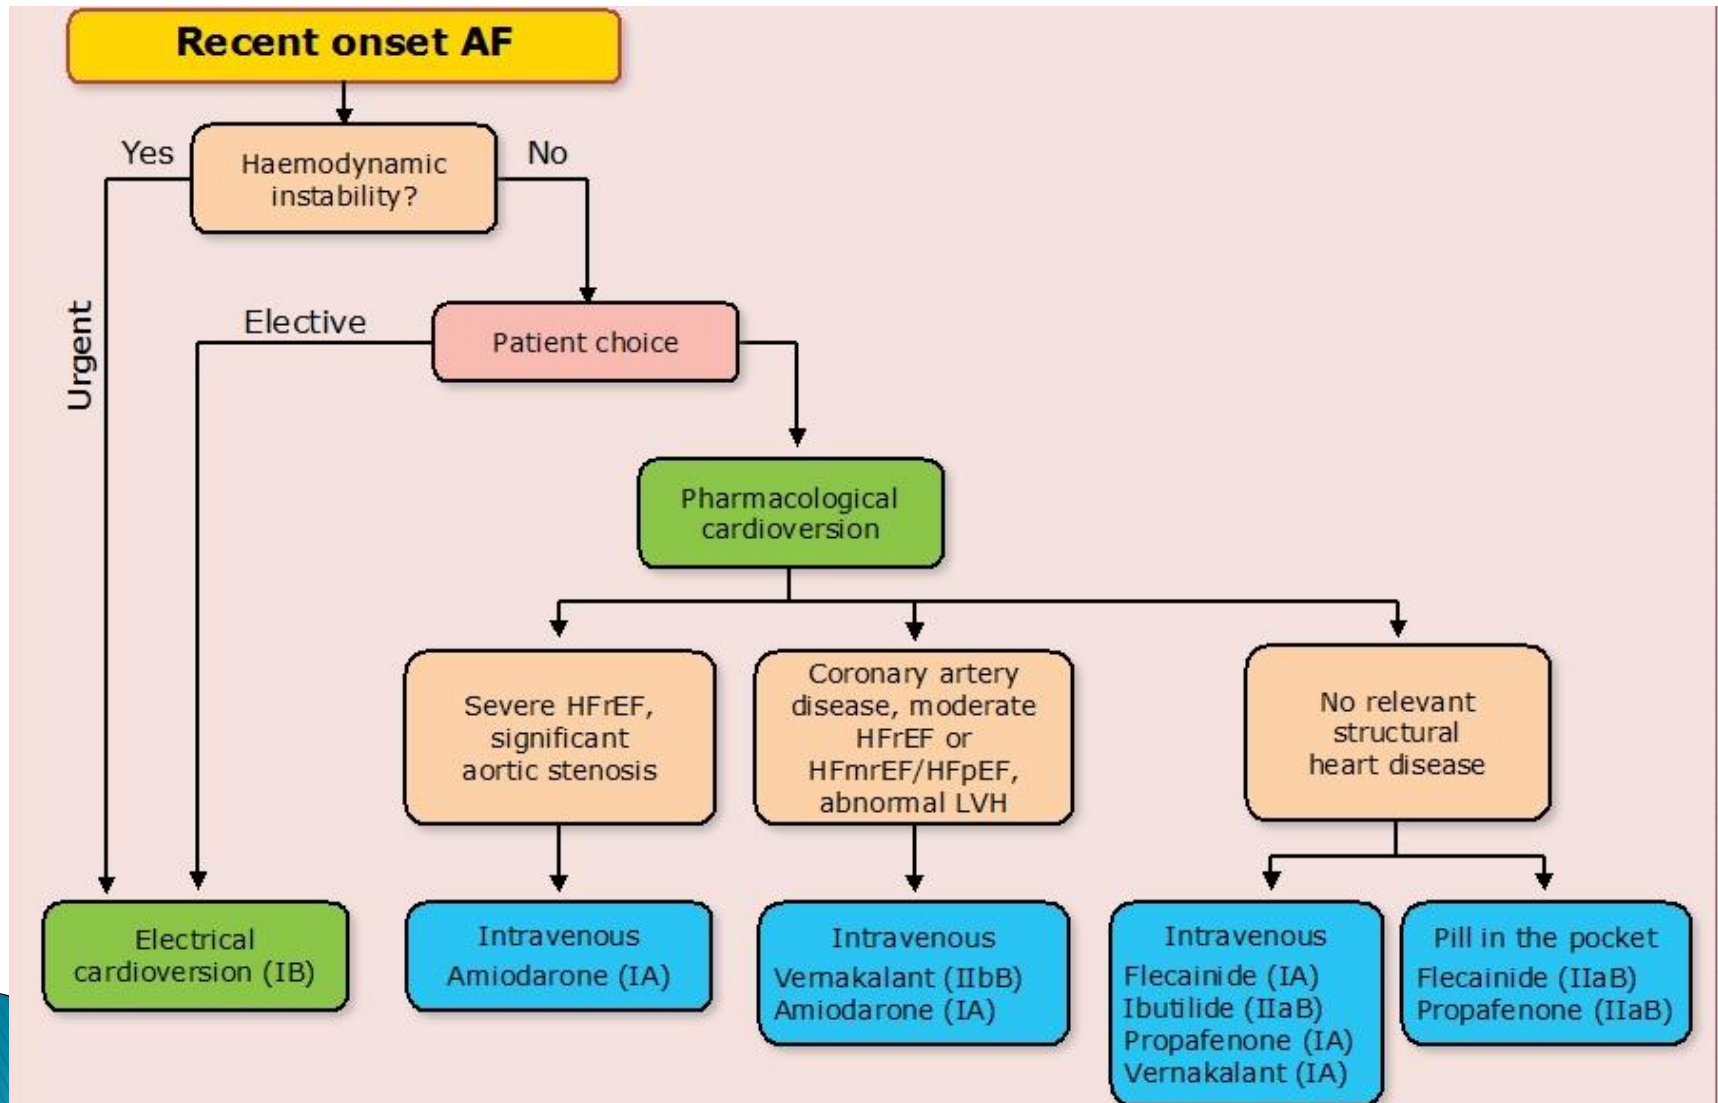 Recent onset AF
Yes
Haemodynamic
instability?
No
Urgent
Elective
Patient choice
Pharmacological
cardioversion
Severe HFrEF,
significant
aortic stenosis
Coronary artery
disease, moderate
HFrEF or
HFmrEF/HFpEF,
abnormal LVH
No relevant
structural
heart disease
Electrical
cardioversion (IB)
Intravenous
Amiodarone (IA)
Intravenous
Vernakalant (IIbB)
Amiodarone (IA)
Intravenous
Flecainide (IA)
Ibutilide (IIaB)
Propafenone (IA)
Vernakalant (IA)
Pill in the pocket
Flecainide (IIaB)
Propafenone (IIaB)